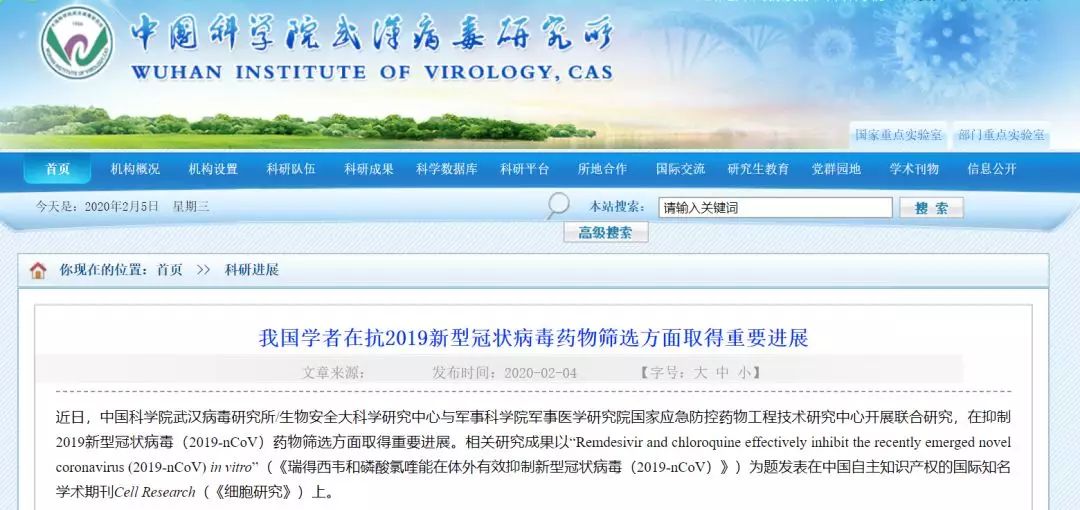 中国科学院武汉病毒研究所
WUHAN INSTITUTE OF VIROLOGY, CAS
国家重点实验室 部门重点实验室
首页 机构概况 机构设置 科研队伍 科研成果 科学数据库 科研平台 所地合作 国际交流 研究生教育 党群园地 学术刊物 信息公开
今天是：2020年2月5日 星期三 本站搜索： 请输入关键词 搜 索
高级搜索
你现在的位置：首页 >> 科研进展
我国学者在抗2019新型冠状病毒药物筛选方面取得重要进展
文章来源： 发布时间：2020-02-04 【字号：大 中 小】
近日，中国科学院武汉病毒研究所/生物安全大科学研究中心与军事科学院军事医学研究院国家应急防控药物工程技术研究中心开展联合研究，在抑制
2019新型冠状病毒（2019-nCoV）药物筛选方面取得重要进展。相关研究成果以“Remdesivir and chloroquine effectively inhibit the recently emerged novel
coronavirus (2019-nCoV) in vitro”（《瑞得西韦和磷酸氯喹能在体外有效抑制新型冠状病毒（2019-nCoV）》）为题发表在中国自主知识产权的国际知名
学术期刊Cell Research（《细胞研究》）上。